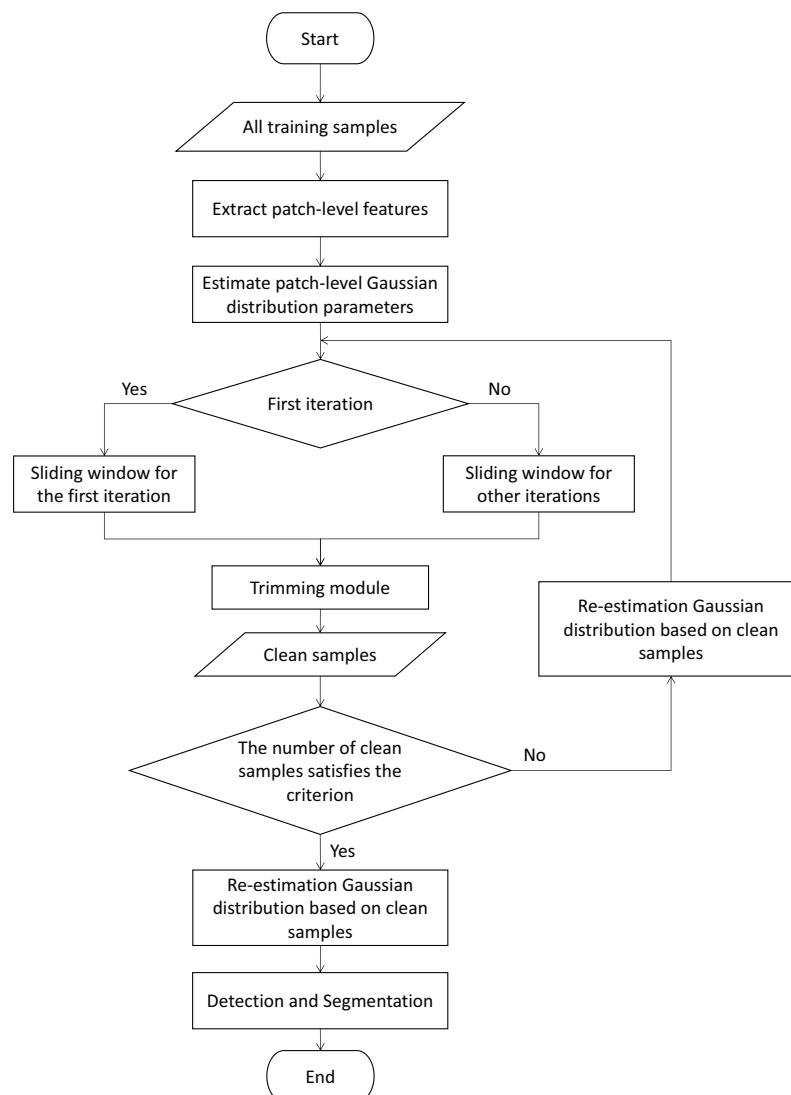 Start
All training samples
Extract patch-level features
Estimate patch-level Gaussian
distribution parameters
Yes
No
First iteration
Sliding window for
the first iteration
Sliding window for
other iterations
Trimming module
Re-estimation Gaussian
distribution based on clean
samples
Clean samples
The number of clean
samples satisfies the
criterion
No
Yes
Re-estimation Gaussian
distribution based on clean
samples
Detection and Segmentation
End